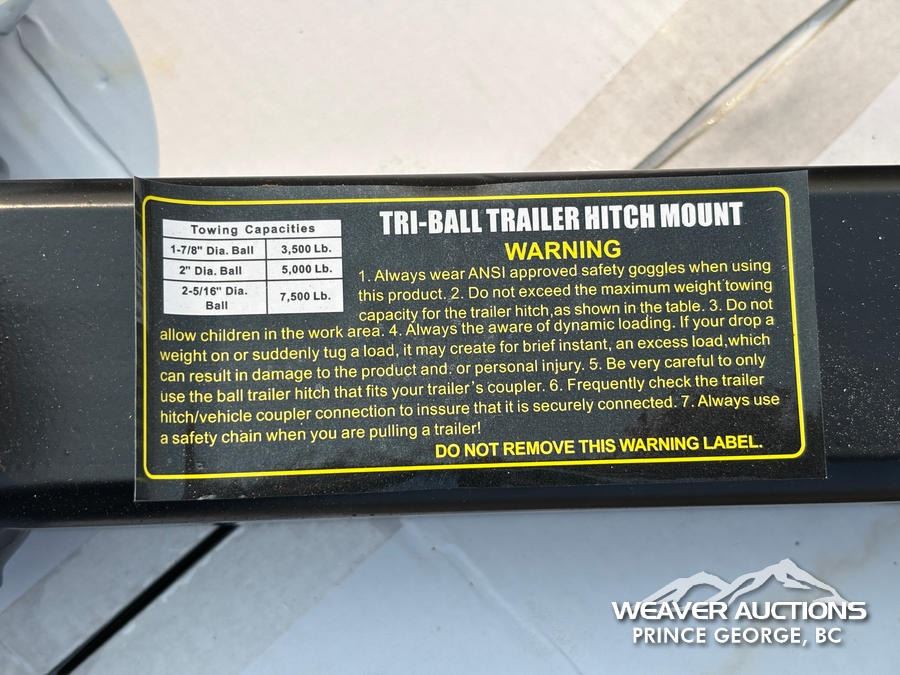 TRI-BALL TRAILER HITCH MOUNT
Towing Capacities
1-7/8" Dia. Ball 3,500 Lb.
2" Dia. Ball 5,000 Lb.
2-5/16" Dia. Ball 7,500 Lb.
WARNING
1. Always wear ANSI approved safety goggles when using
this product. 2. Do not exceed the maximum weight towing
capacity for the trailer hitch,as shown in the table. 3. Do not
allow children in the work area. 4. Always the aware of dynamic loading. If your drop a
weight on or suddenly tug a load, it may create for brief instant, an excess load,which
can result in damage to the product and. or personal injury. 5. Be very careful to only
use the ball trailer hitch that fits your trailer's coupler. 6. Frequently check the trailer
hitch/vehicle coupler connection to inssure that it is securely connected. 7. Always use
a safety chain when you are pulling a trailer!
DO NOT REMOVE THIS WARNING LABEL.
WEAVER AUCTIONS
PRINCE GEORGE, BC